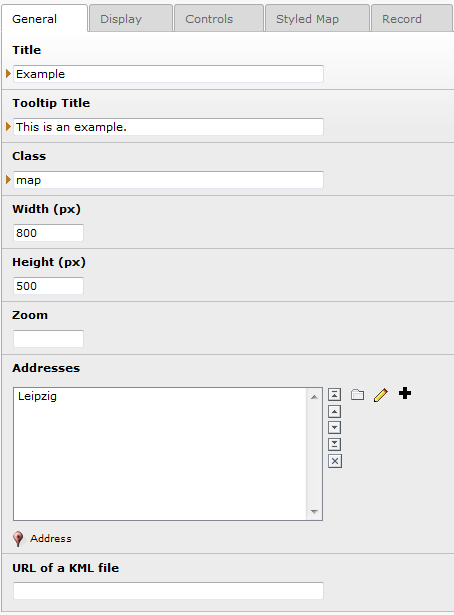 General Display Controls Styled Map Record
Title
Example
Tooltip Title
This is an example.
Class
map
Width (px)
800
Height (px)
500
Zoom
Addresses
Leipzig
Address
URL of a KML file